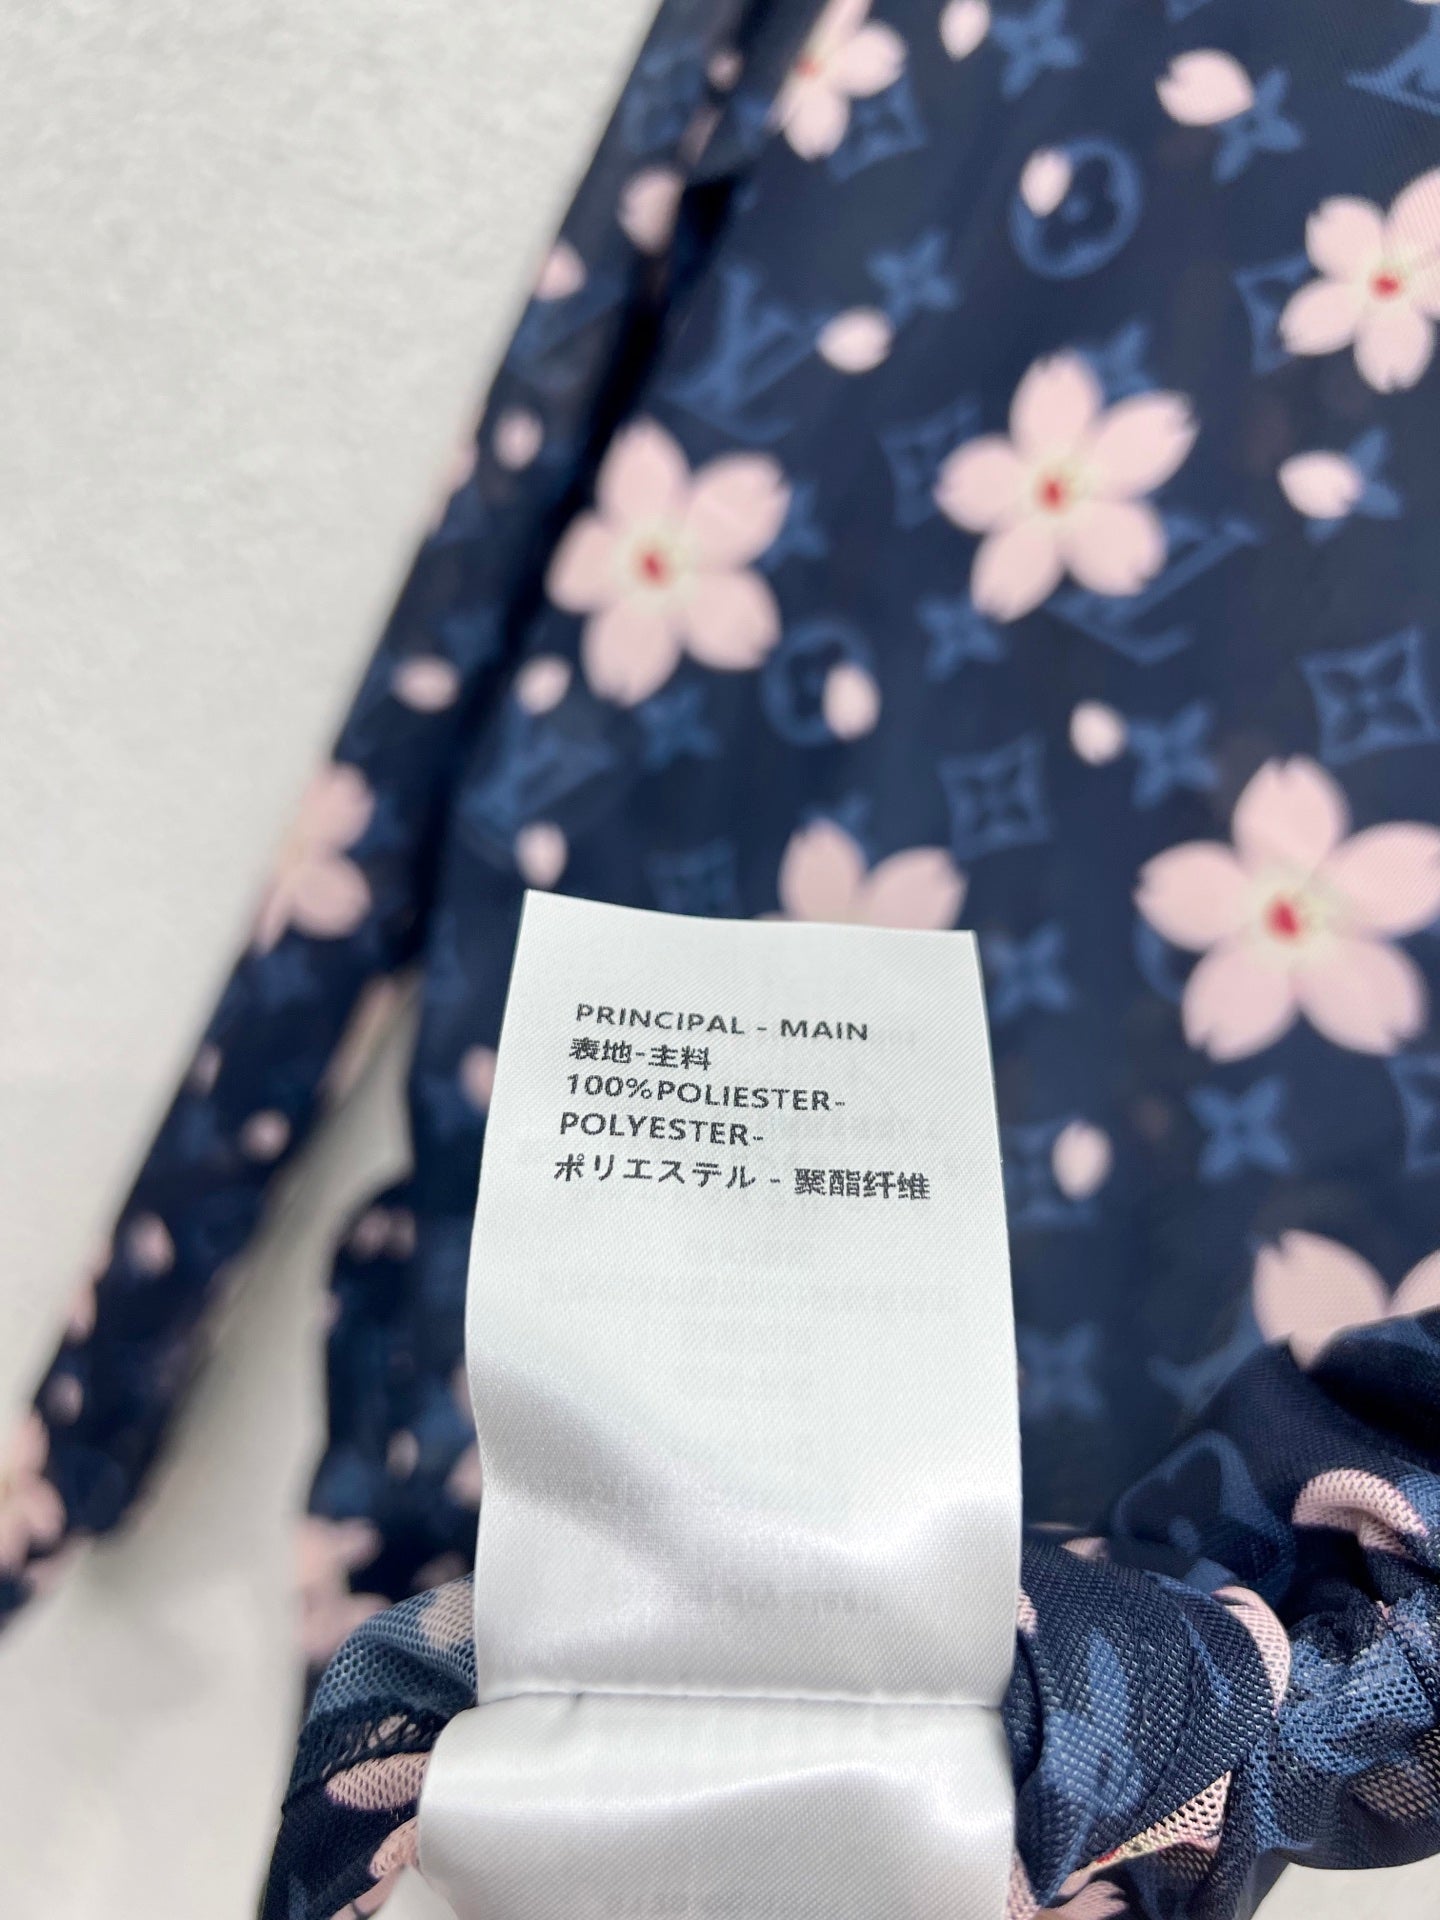 PRINCIPAL - MAIN
表地-主料
100%POLIESTER-
POLYESTER-
ポリエステル - 聚酯纤维